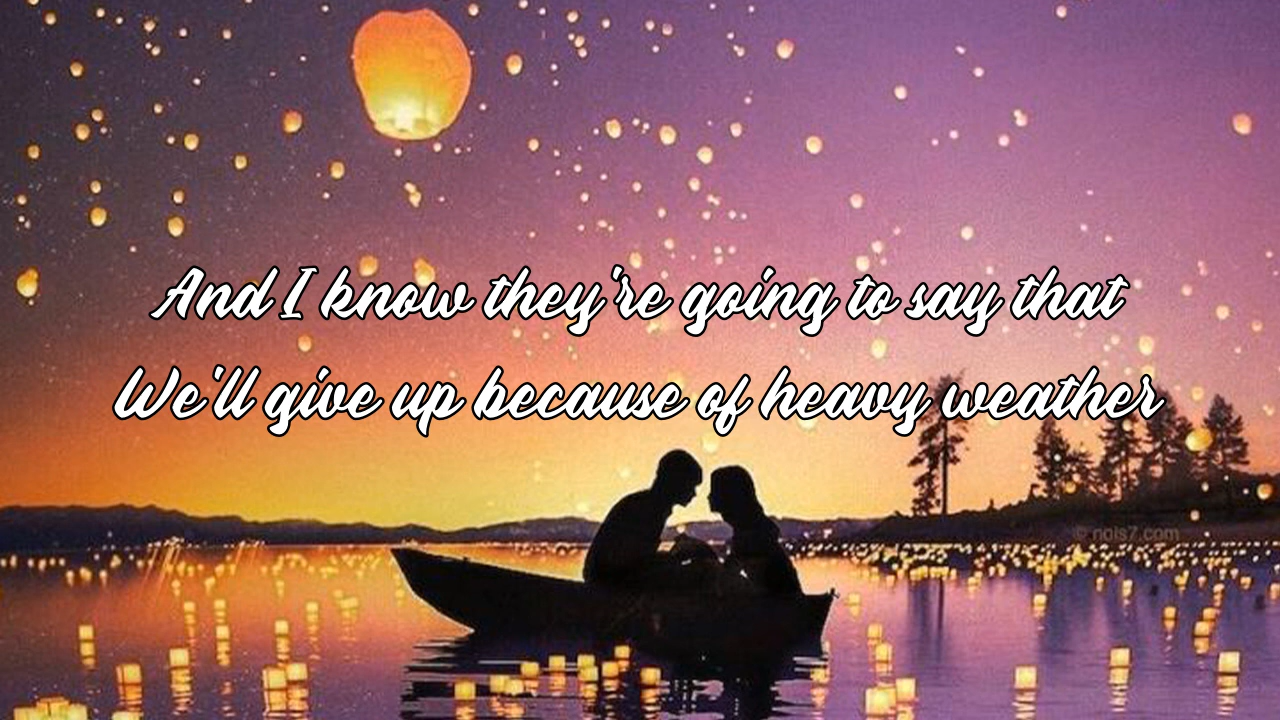 And I know they're going to say that
We'll give up because of heavy weather
© nois7.com